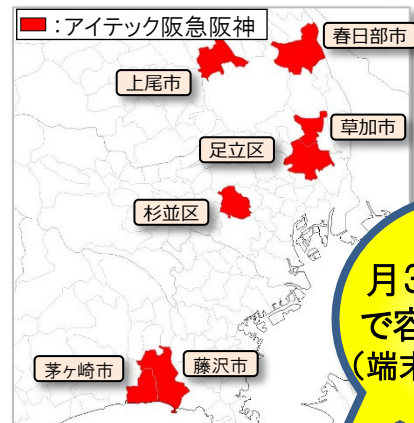 ：アイテック阪急阪神
春日部市
上尾市
草加市
足立区
杉並区
月3
で容
（端末
茅ヶ崎市
藤沢市